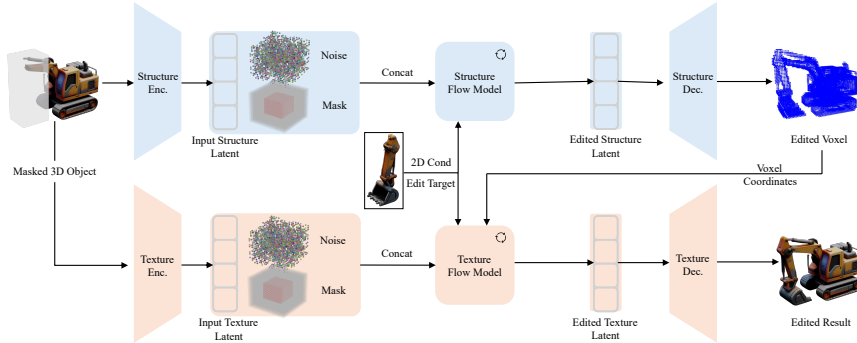 Structure
Enc.
Noise
Mask
Input Structure
Latent
Concat
Structure
Flow Model
Edited Structure
Latent
Structure
Dec.
Edited Voxel
Masked 3D Object
2D Cond
Edit Target
Voxel
Coordinates
Texture
Enc.
Noise
Mask
Input Texture
Latent
Concat
Texture
Flow Model
Edited Texture
Latent
Texture
Dec.
Edited Result